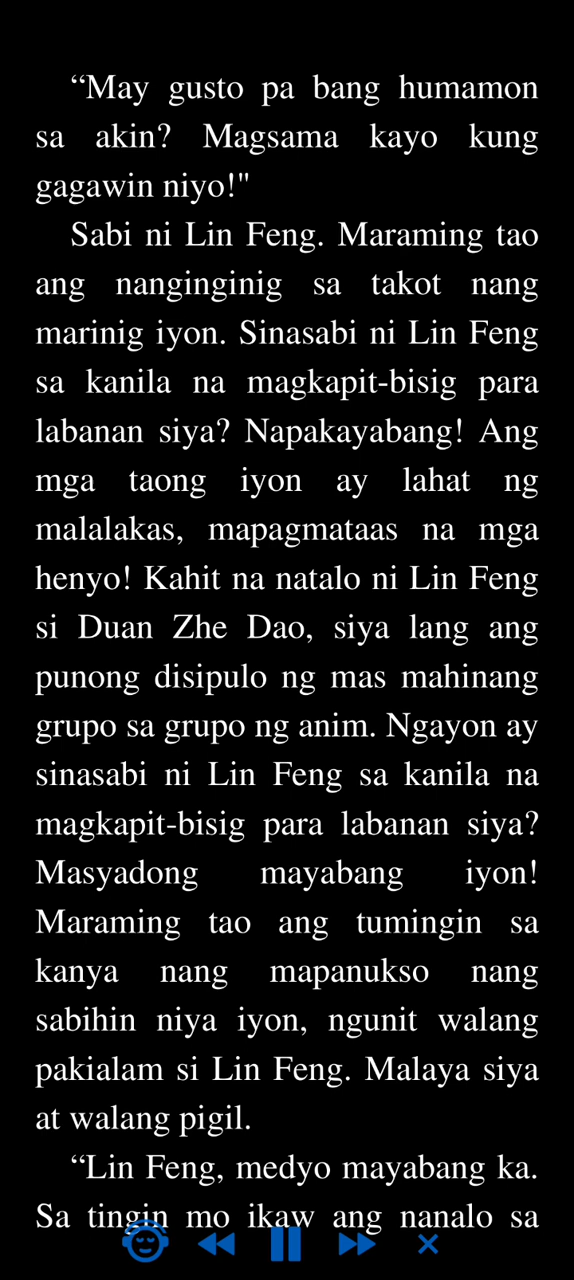 “May gusto pa bang humamon
sa akin? Magsama kayo kung
gagawin niyo!"
Sabi ni Lin Feng. Maraming tao
ang nanginginig sa takot nang
marinig iyon. Sinasabi ni Lin Feng
sa kanila na magkapit-bisig para
labanan siya? Napakayabang! Ang
mga taong iyon ay lahat ng
malalakas, mapagmataas na mga
henyo! Kahit na natalo ni Lin Feng
si Duan Zhe Dao, siya lang ang
punong disipulo ng mas mahinang
grupo sa grupo ng anim. Ngayon ay
sinasabi ni Lin Feng sa kanila na
magkapit-bisig para labanan siya?
Masyadong mayabang iyon!
Maraming tao ang tumingin sa
kanya nang mapanukso nang
sabihin niya iyon, ngunit walang
pakialam si Lin Feng. Malaya siya
at walang pigil.
“Lin Feng, medyo mayabang ka.
Sa tingin mo ikaw ang nanalo sa